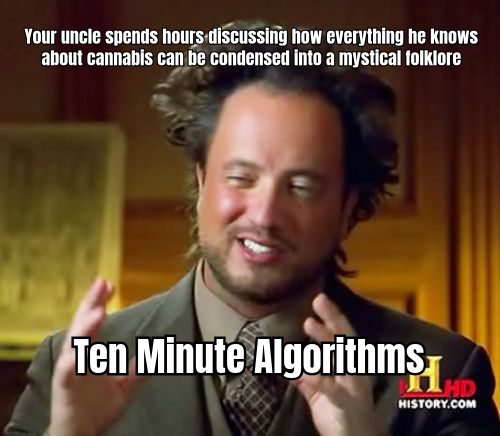 Your uncle spends hours discussing how everything he knows
about cannabis can be condensed into a mystical folklore
Ten Minute Algorithms
H HD
HISTORY.COM